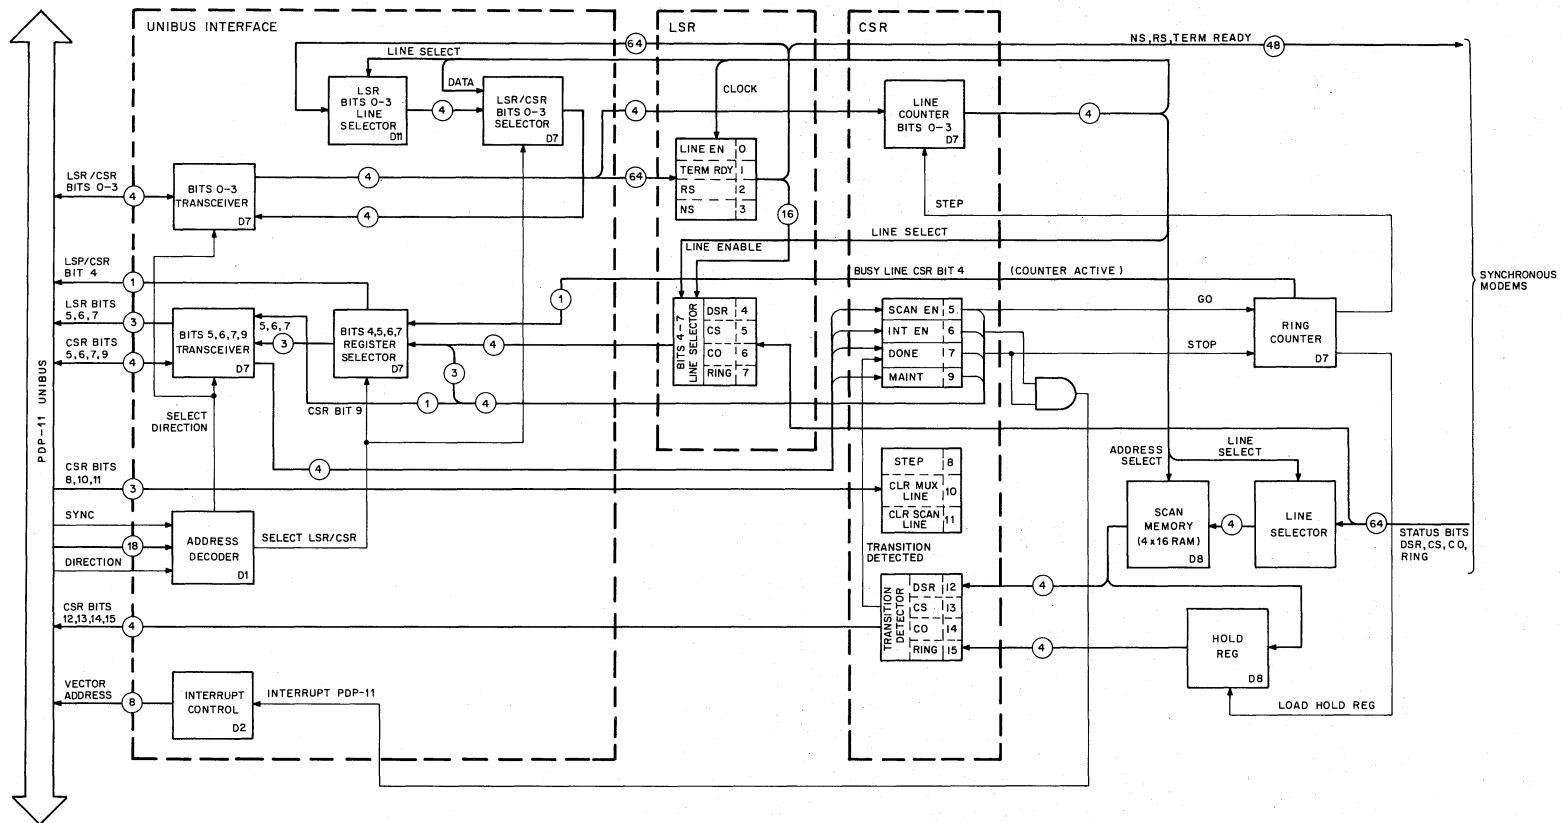 UNIBUS INTERFACE
LSR
CSR
64
NS,RS,TERM READY
48
LINE SELECT
DATA
CLOCK
LSR
BITS 0-3
LINE
SELECTOR
D11
4
LSR/CSR
BITS 0-3
SELECTOR
D7
4
LINE
COUNTER
BITS 0-3
D7
4
LINE EN 0
TERM RDY 1
RS 2
NS 3
LSR/CSR
BITS 0-3
4
BITS 0-3
TRANSCEIVER
D7
4
64
4
16
STEP
LINE SELECT
LINE ENABLE
LSP/CSR
BIT 4
1
BUSY LINE CSR BIT 4
(COUNTER ACTIVE)
1
SYNCHRONOUS
MODEMS
LSR BITS
5,6,7
3
CSR BITS
5,6,7,9
4
BITS 5,6,7,9
TRANSCEIVER
D7
5,6,7
3
BITS 4,5,6,7
REGISTER
SELECTOR
D7
4
3
BITS 4-7
LINE SELECTOR
DSR 4
CS 5
CO 6
RING 7
SCAN EN 5
INT EN 6
DONE 7
MAINT 9
GO
STOP
RING
COUNTER
D7
SELECT
DIRECTION
CSR BIT 9
1
4
PDP-11 UNIBUS
4
CSR BITS
8,10,11
3
STEP 8
CLR MUX
LINE 10
CLR SCAN
LINE 11
ADDRESS
SELECT
LINE
SELECT
SYNC
18
DIRECTION
ADDRESS
DECODER
D1
SELECT LSR/CSR
SCAN
MEMORY
(4 x 16 RAM)
D8
4
LINE
SELECTOR
64
STATUS BITS
DSR, CS, CO,
RING
TRANSITION
DETECTED
TRANSITION
DETECTOR
DSR 12
CS 13
CO 14
RING 15
4
CSR BITS
12,13,14,15
4
4
HOLD
REG
D8
VECTOR
ADDRESS
8
INTERRUPT
CONTROL
D2
INTERRUPT PDP-11
LOAD HOLD REG